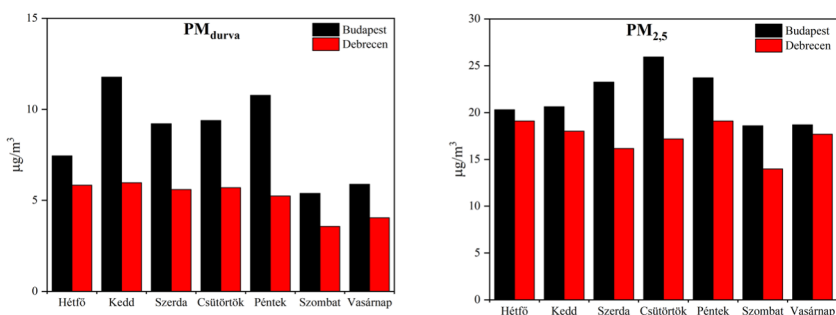 PMdurva
Budapest
Debrecen
15
10
5
0
µg/m³
Hétfő Kedd Szerda Csütörtök Péntek Szombat Vasárnap
PM2,5
Budapest
Debrecen
30
25
20
15
10
5
0
µg/m³
Hétfő Kedd Szerda Csütörtök Péntek Szombat Vasárnap